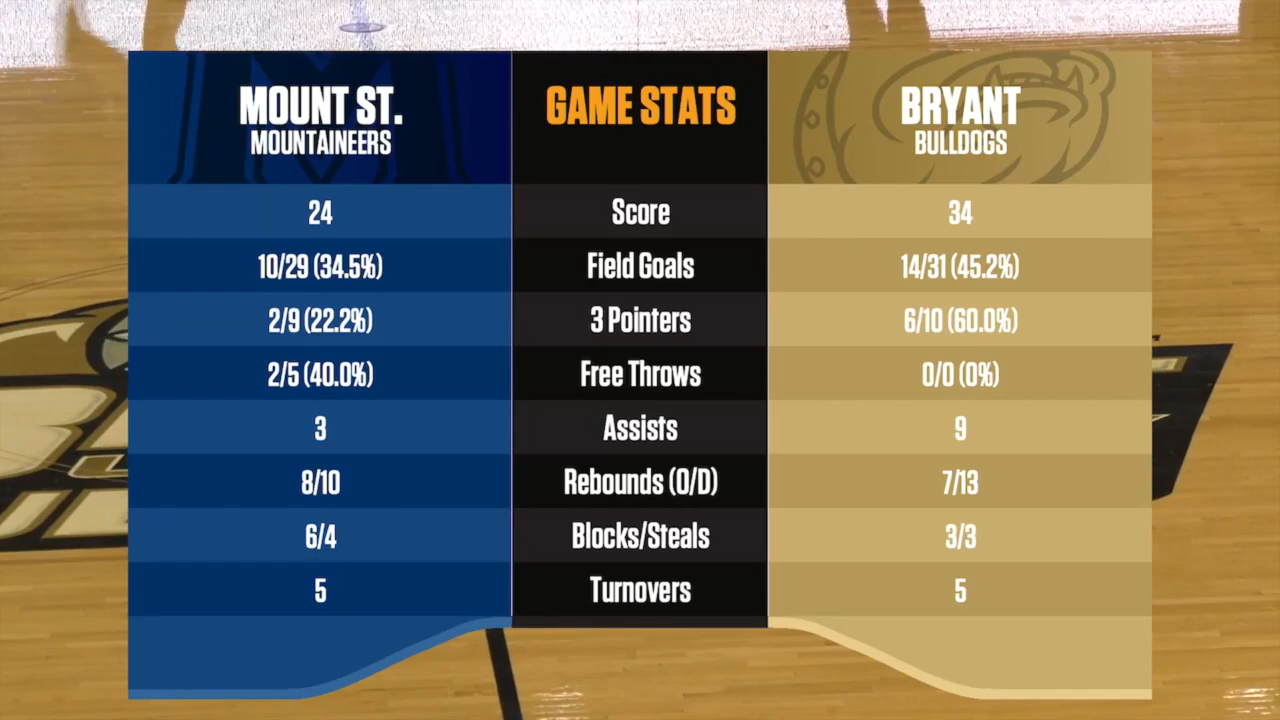 MOUNT ST.
MOUNTAINEERS
GAME STATS
BRYANT
BULLDOGS
24 Score 34
10/29 (34.5%) Field Goals 14/31 (45.2%)
2/9 (22.2%) 3 Pointers 6/10 (60.0%)
2/5 (40.0%) Free Throws 0/0 (0%)
3 Assists 9
8/10 Rebounds (O/D) 7/13
6/4 Blocks/Steals 3/3
5 Turnovers 5